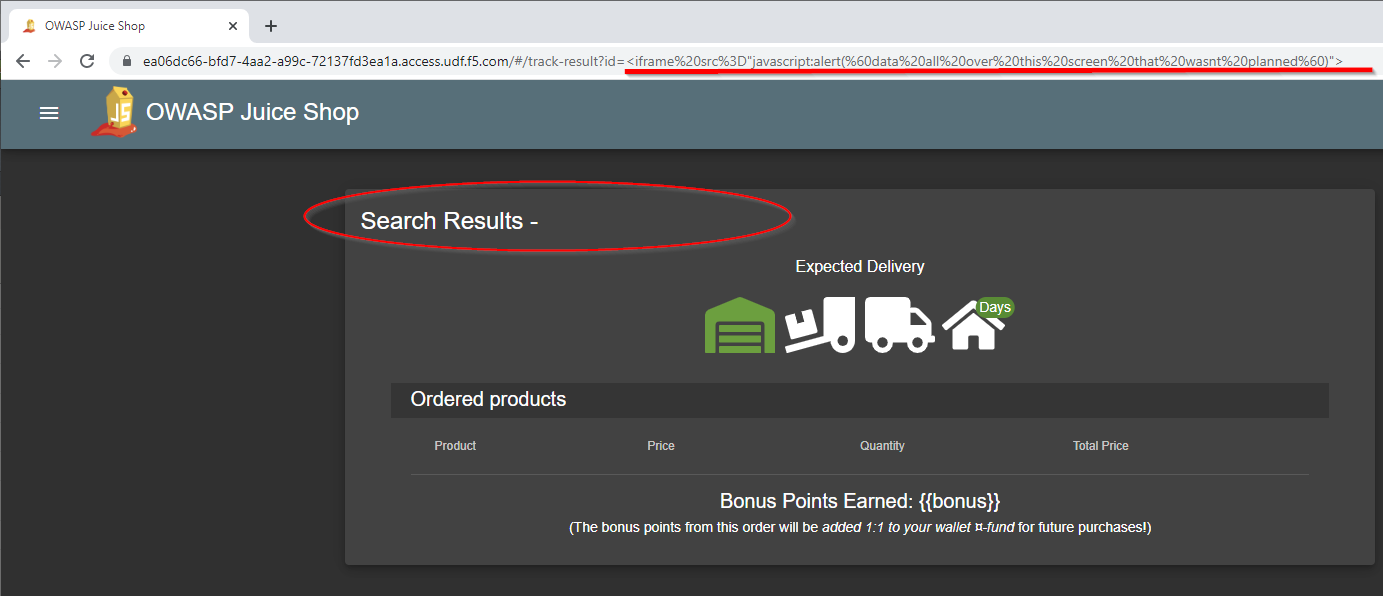 OWASP Juice Shop
ea06dc66-bfd7-4aa2-a99c-72137fd3ea1a.access.udf.f5.com/#/track-result?id=<iframe%20src%3D"javascript:alert(%60data%20all%20over%20this%20screen%20that%20wasnt%20planned%60)">
JS
OWASP Juice Shop
Search Results -
Expected Delivery
Days
Ordered products
Product Price Quantity Total Price
Bonus Points Earned: {{bonus}}
(The bonus points from this order will be added 1:1 to your wallet ¤-fund for future purchases!)